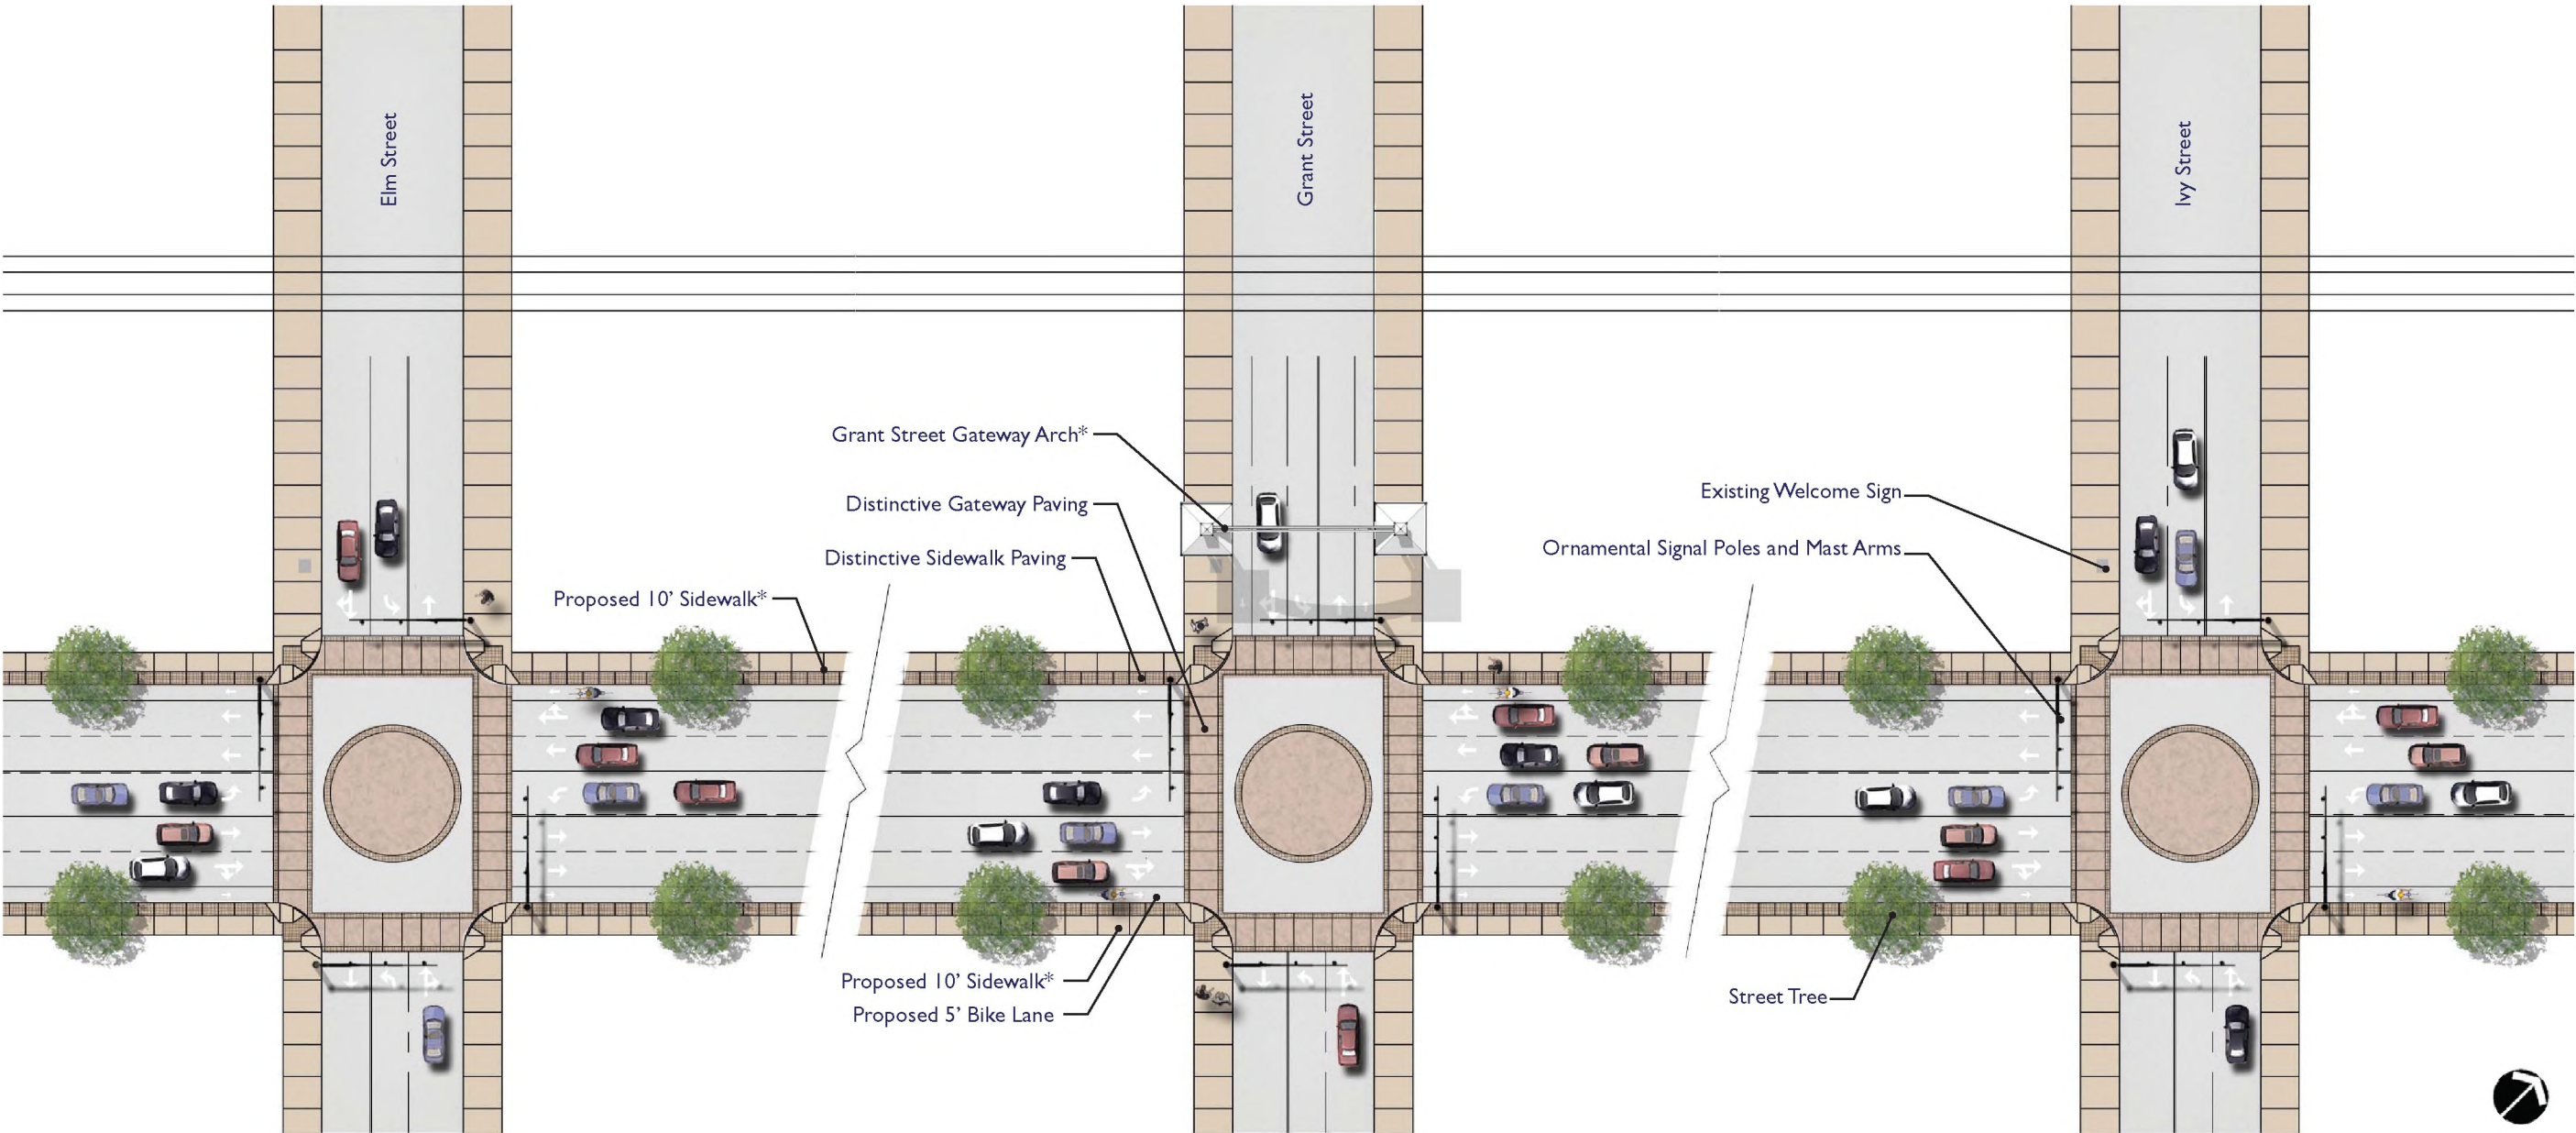 Elm Street
Grant Street
Ivy Street
Grant Street Gateway Arch*
Distinctive Gateway Paving
Distinctive Sidewalk Paving
Proposed 10’ Sidewalk*
Existing Welcome Sign
Ornamental Signal Poles and Mast Arms
Proposed 10’ Sidewalk*
Proposed 5’ Bike Lane
Street Tree